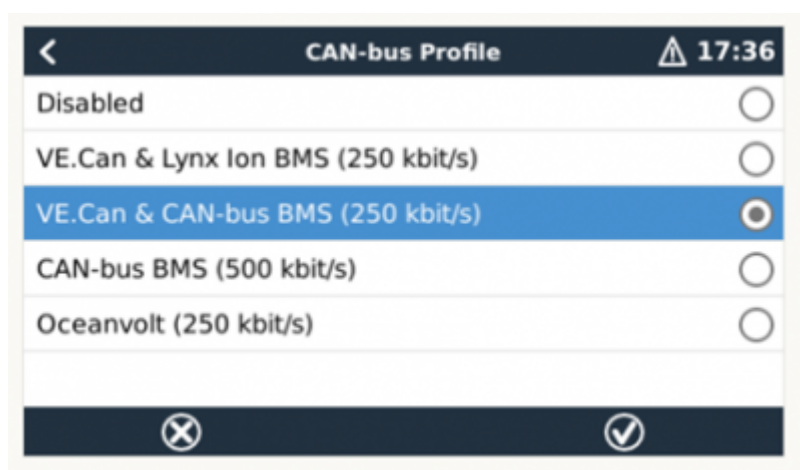 CAN-bus Profile 17:36
Disabled
VE.Can & Lynx Ion BMS (250 kbit/s)
VE.Can & CAN-bus BMS (250 kbit/s)
CAN-bus BMS (500 kbit/s)
Oceanvolt (250 kbit/s)